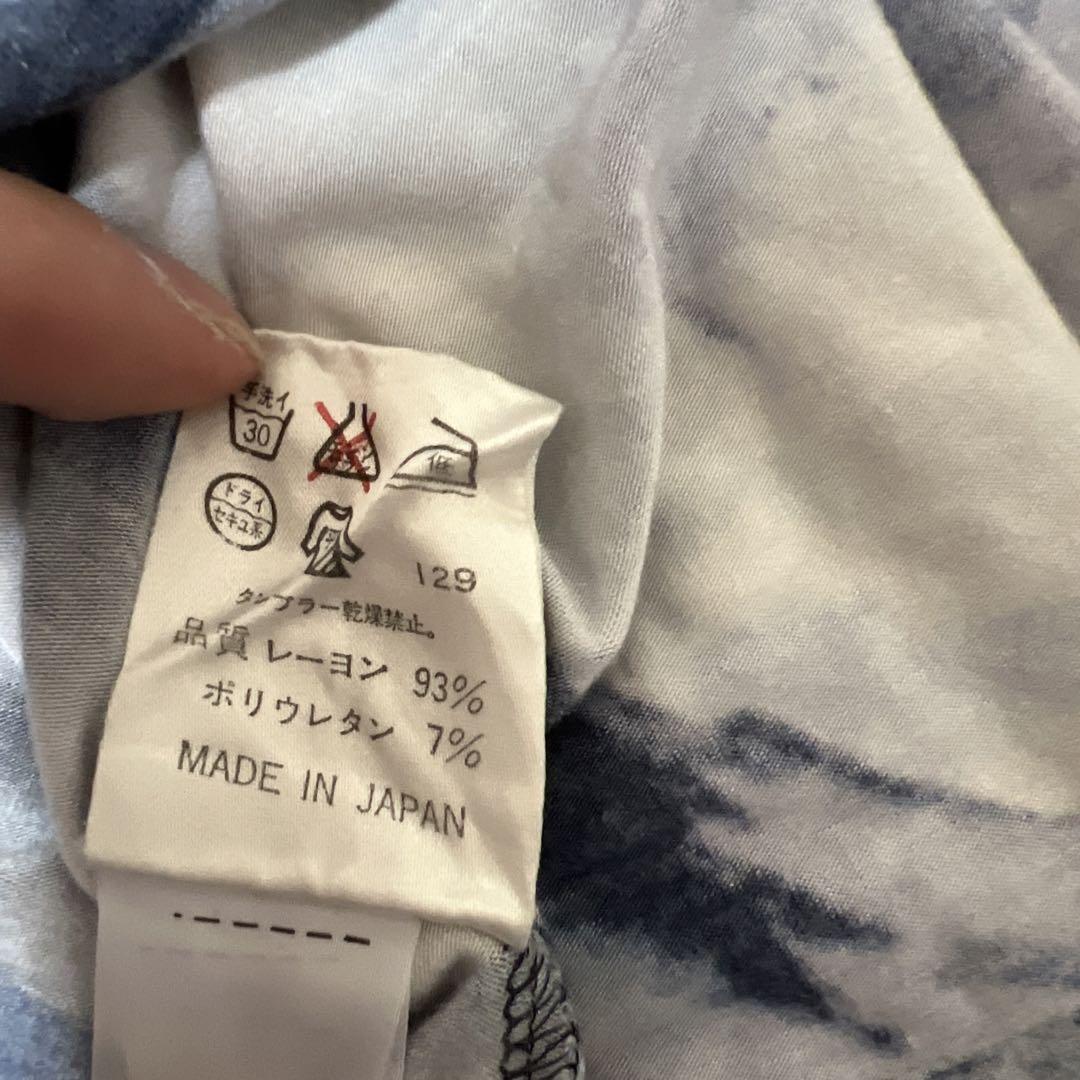 手洗イ
30
低
ドライ
セキユ系
129
タンブラー乾燥禁止。
品質 レーヨン 93%
ポリウレタン 7%
MADE IN JAPAN